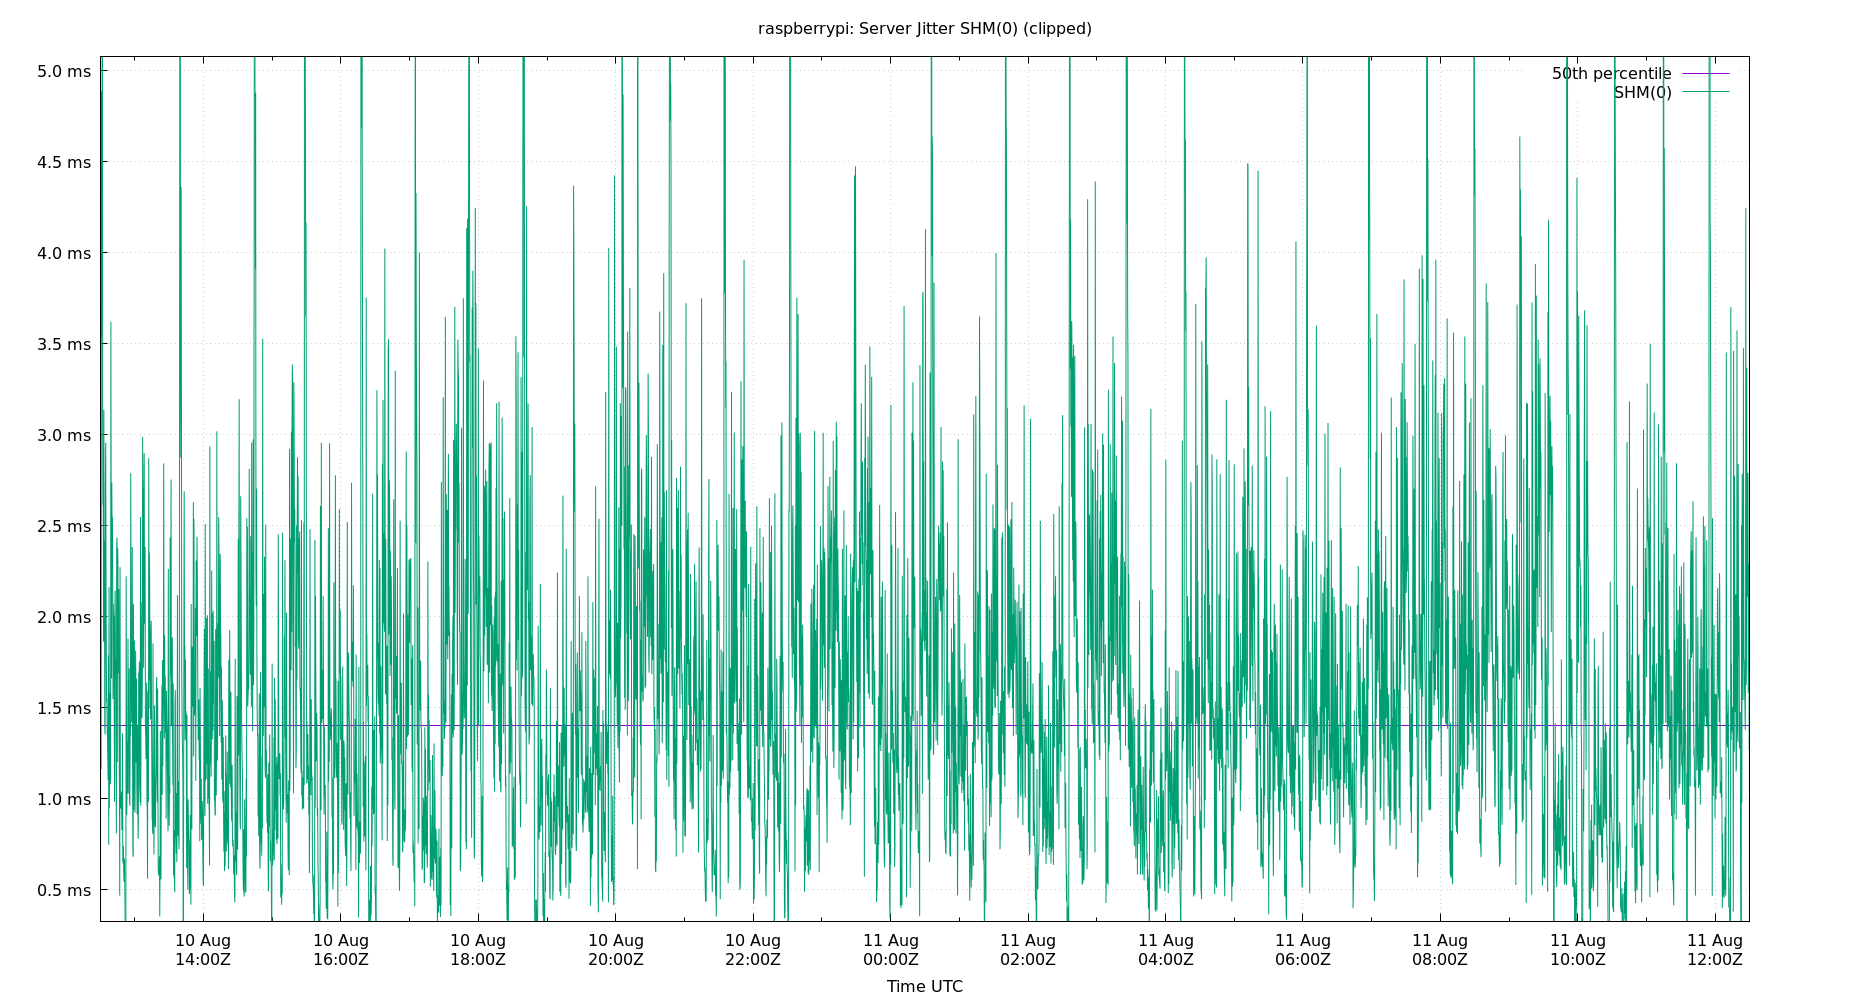 raspberrypi: Server Jitter SHM(0) (clipped)
50th percentile
SHM(0)
5.0 ms
4.5 ms
4.0 ms
3.5 ms
3.0 ms
2.5 ms
2.0 ms
1.5 ms
1.0 ms
0.5 ms
10 Aug 10 Aug 10 Aug 10 Aug 10 Aug 11 Aug 11 Aug 11 Aug 11 Aug 11 Aug 11 Aug 11 Aug
14:00Z 16:00Z 18:00Z 20:00Z 22:00Z 00:00Z 02:00Z 04:00Z 06:00Z 08:00Z 10:00Z 12:00Z
Time UTC